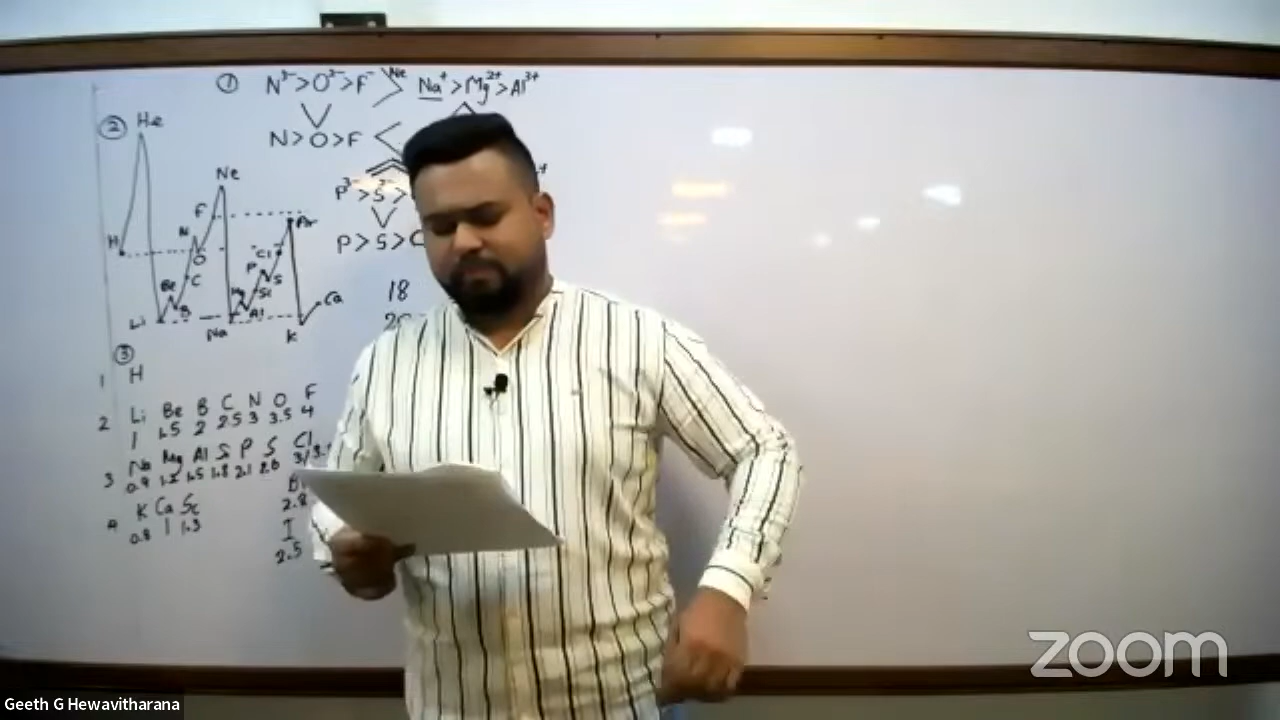 ① N³⁻>O²⁻>F⁻ > Ne Na⁺>Mg²⁺>Al³⁺
N>O>F <
P³⁻>S²⁻>
P>S>C
18
② He
Ne
F
N
H
O
Be
C
B
Li
Ar
Cl
P
S
Mg
Si
Al
Na
Ca
K
③
1 H
2 Li Be B C N O F
1 1.5 2 2.5 3 3.5 4
3 Na Mg Al Si P S Cl
0.9 1.2 1.5 1.8 2.1 2.6 3/3.
4 K Ca Sc B
0.8 1 1.3 2.8
I
2.5
zoom
Geeth G Hewavitharana